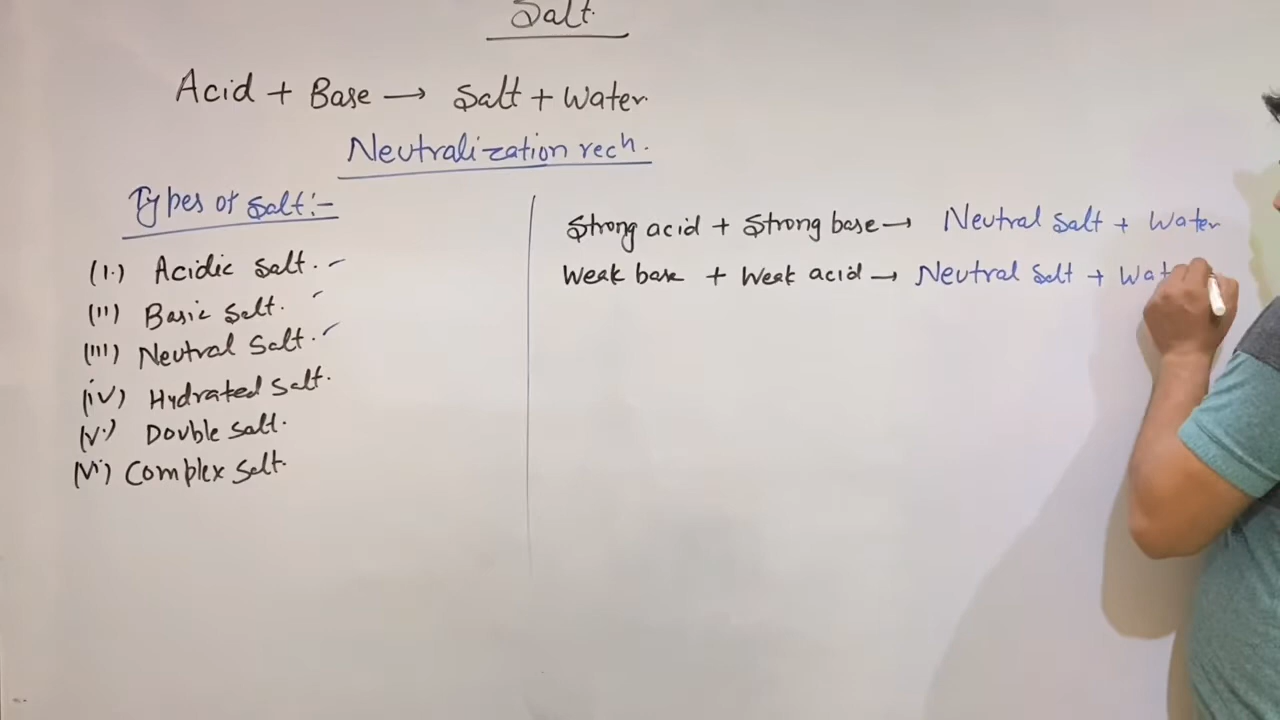 Salt.
Acid + Base → Salt + Water.
Neutralization rech.
Types of Salt:-
(I.) Acidic Salt.
(II) Basic Salt.
(III) Neutral Salt.
(iv) Hydrated Salt.
(V.) Double Salt.
(Vi) Complex Salt.
Strong acid + Strong base → Neutral Salt + Water
Weak base + Weak acid → Neutral Salt + Wat